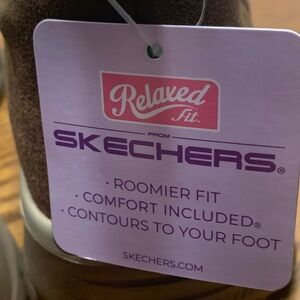 Relaxed
Fit.
FROM
SKECHERS®
· ROOMIER FIT
· COMFORT INCLUDED®
· CONTOURS TO YOUR FOOT
SKECHERS.COM